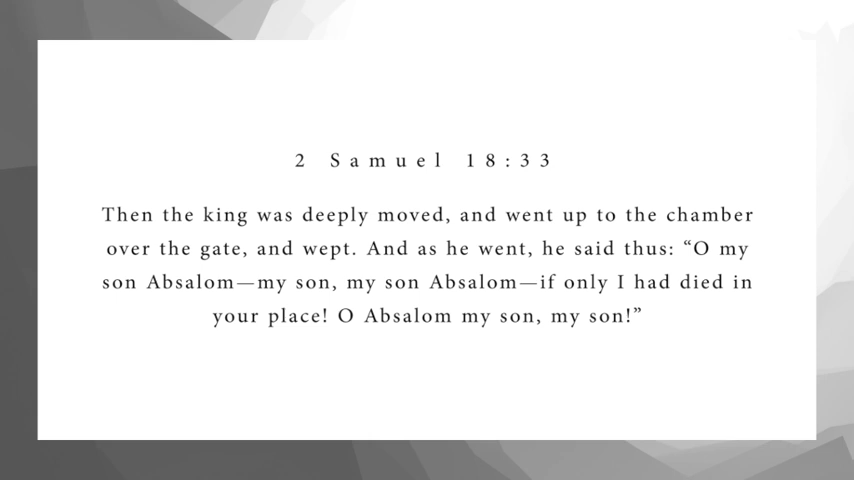 2 Samuel 18:33
Then the king was deeply moved, and went up to the chamber
over the gate, and wept. And as he went, he said thus: “O my
son Absalom—my son, my son Absalom—if only I had died in
your place! O Absalom my son, my son!”